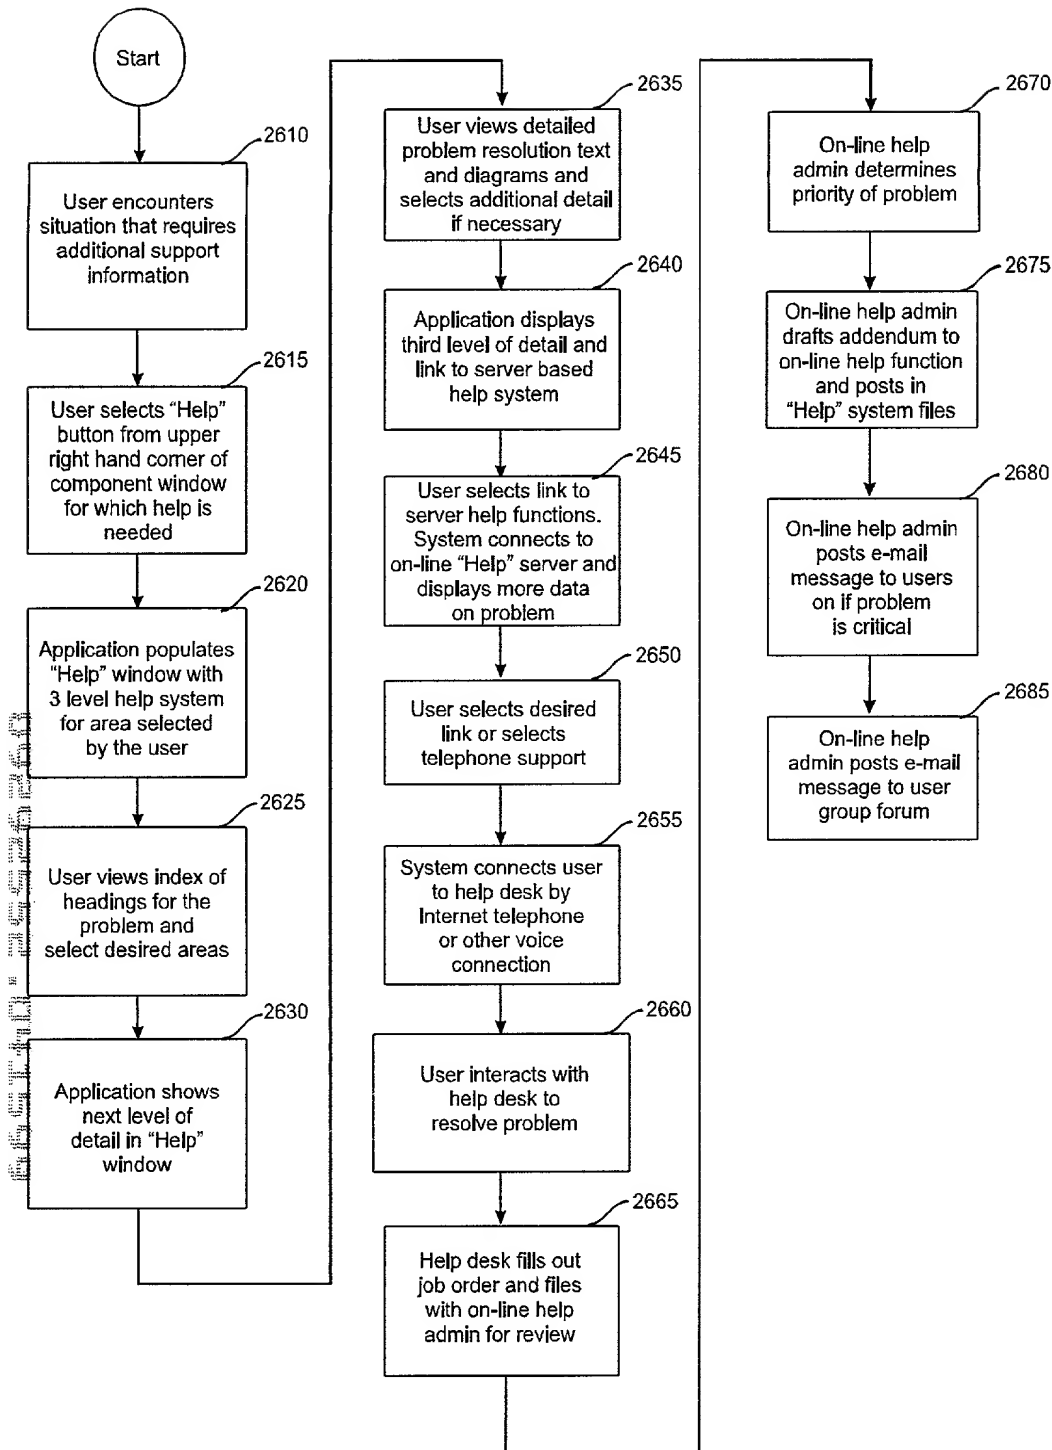 Start
2610
User encounters
situation that requires
additional support
information
2615
User selects “Help”
button from upper
right hand corner of
component window
for which help is
needed
2620
Application populates
“Help” window with
3 level help system
for area selected
by the user
2625
User views index of
headings for the
problem and
select desired areas
2630
Application shows
next level of
detail in “Help”
window
2635
User views detailed
problem resolution text
and diagrams and
selects additional detail
if necessary
2640
Application displays
third level of detail and
link to server based
help system
2645
User selects link to
server help functions.
System connects to
on-line “Help” server and
displays more data
on problem
2650
User selects desired
link or selects
telephone support
2655
System connects user
to help desk by
Internet telephone
or other voice
connection
2660
User interacts with
help desk to
resolve problem
2665
Help desk fills out
job order and files
with on-line help
admin for review
2670
On-line help
admin determines
priority of problem
2675
On-line help admin
drafts addendum to
on-line help function
and posts in
“Help” system files
2680
On-line help admin
posts e-mail
message to users
on if problem
is critical
2685
On-line help
admin posts e-mail
message to user
group forum